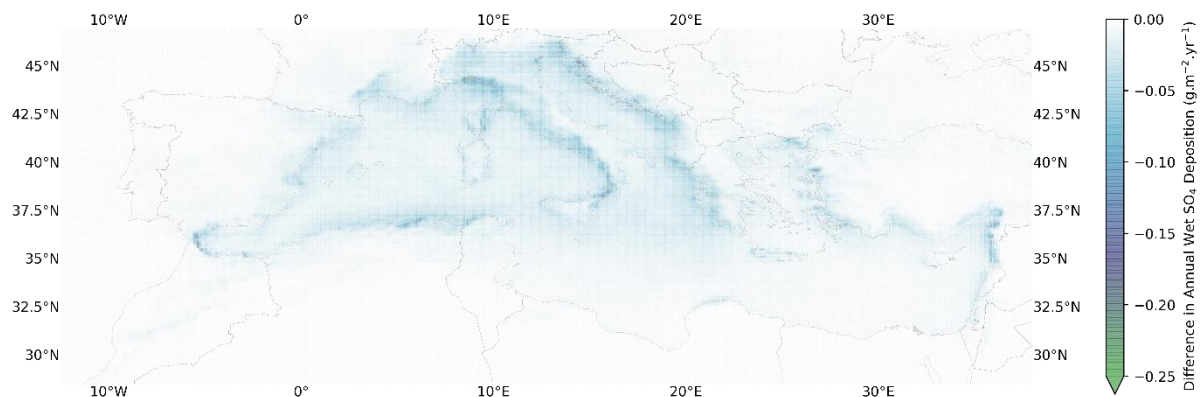 10°W 0° 10°E 20°E 30°E
45°N
42.5°N
40°N
37.5°N
35°N
32.5°N
30°N
10°W 0° 10°E 20°E 30°E
45°N
42.5°N
40°N
37.5°N
35°N
32.5°N
30°N
0.00
−0.05
−0.10
−0.15
−0.20
−0.25
Difference in Annual Wet SO₄ Deposition (g.m⁻².yr⁻¹)